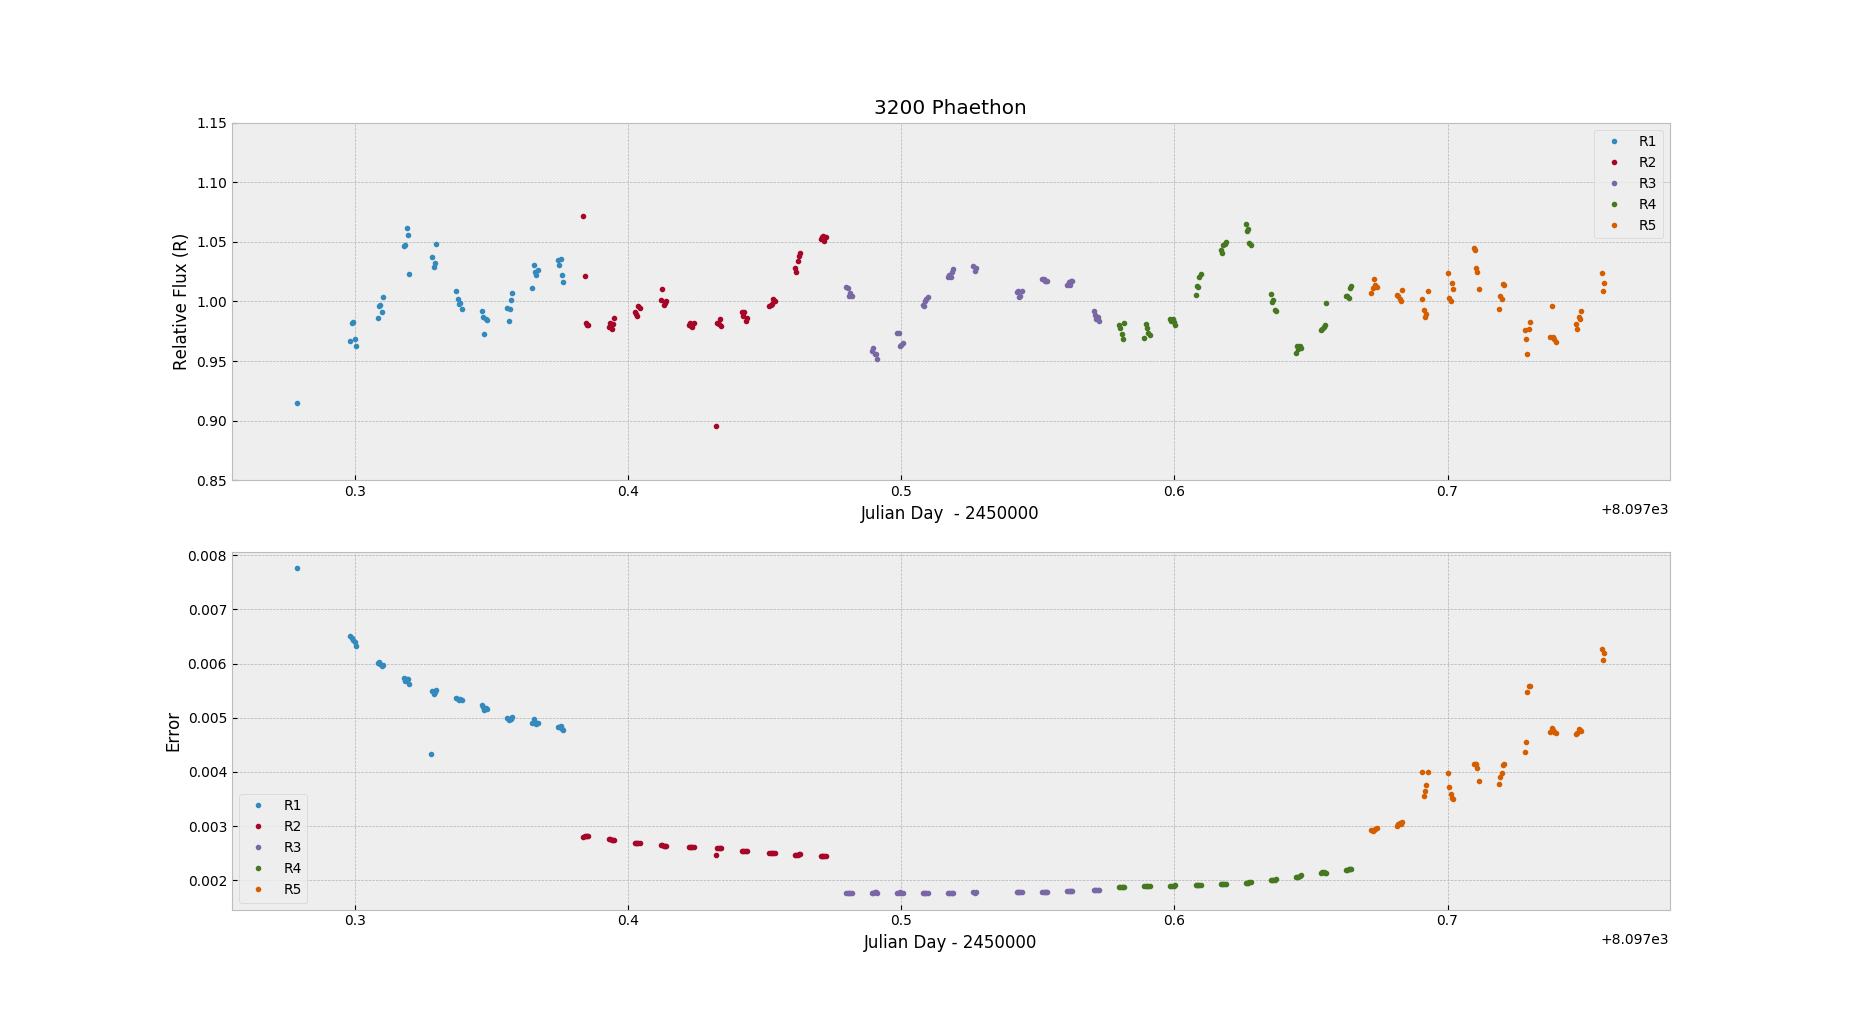 3200 Phaethon
1.15
1.10
1.05
1.00
0.95
0.90
0.85
Relative Flux (R)
R1
R2
R3
R4
R5
0.3 0.4 0.5 0.6 0.7
Julian Day  - 2450000
+8.097e3
0.008
0.007
0.006
0.005
0.004
0.003
0.002
Error
R1
R2
R3
R4
R5
0.3 0.4 0.5 0.6 0.7
Julian Day - 2450000
+8.097e3